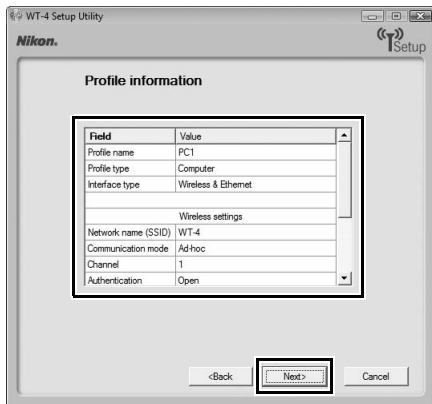 WT-4 Setup Utility
Nikon.
Setup
Profile information
Field Value
Profile name PC1
Profile type Computer
Interface type Wireless & Ethernet
Wireless settings
Network name (SSID) WT-4
Communication mode Ad-hoc
Channel 1
Authentication Open
<Back Next> Cancel